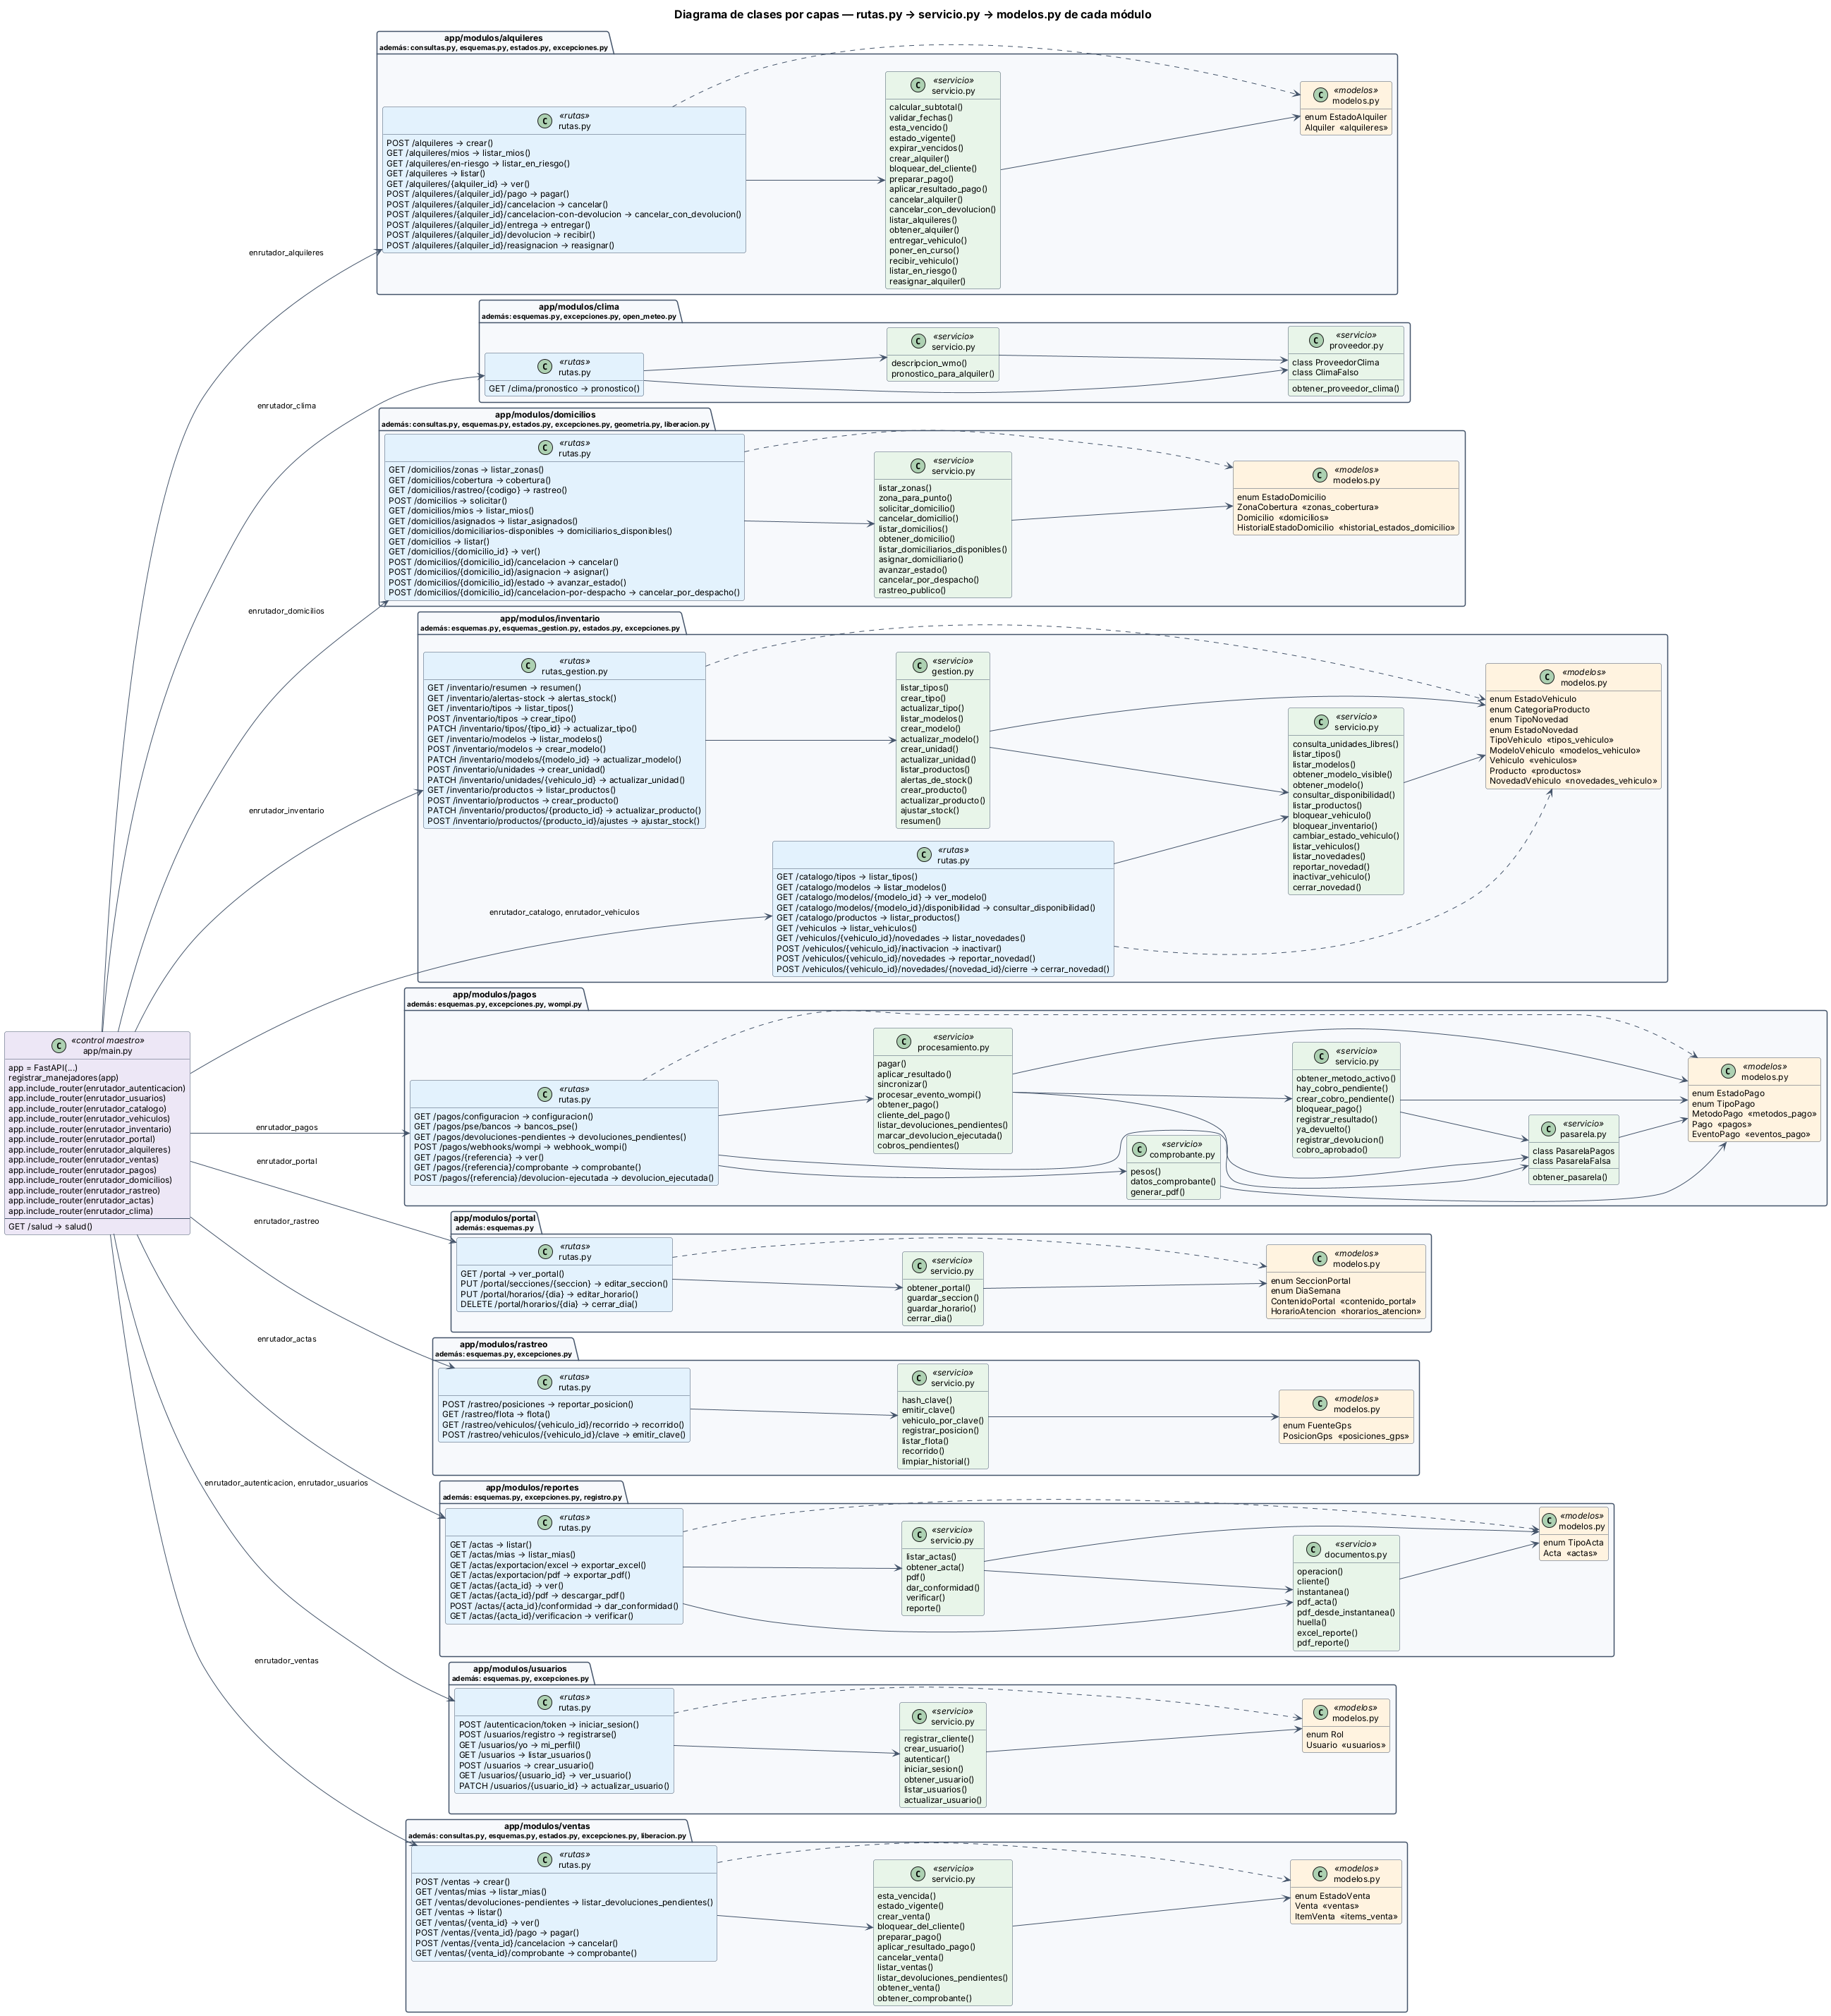 Diagrama de clases por capas — rutas.py → servicio.py → modelos.py de cada módulo
app/modulos/alquileres
además: consultas.py, esquemas.py, estados.py, excepciones.py
«rutas»
rutas.py
POST /alquileres → crear()
GET /alquileres/mios → listar_mios()
GET /alquileres/en-riesgo → listar_en_riesgo()
GET /alquileres → listar()
GET /alquileres/{alquiler_id} → ver()
POST /alquileres/{alquiler_id}/pago → pagar()
POST /alquileres/{alquiler_id}/cancelacion → cancelar()
POST /alquileres/{alquiler_id}/cancelacion-con-devolucion → cancelar_con_devolucion()
POST /alquileres/{alquiler_id}/entrega → entregar()
POST /alquileres/{alquiler_id}/devolucion → recibir()
POST /alquileres/{alquiler_id}/reasignacion → reasignar()
«servicio»
servicio.py
calcular_subtotal()
validar_fechas()
esta_vencido()
estado_vigente()
expirar_vencidos()
crear_alquiler()
bloquear_del_cliente()
preparar_pago()
aplicar_resultado_pago()
cancelar_alquiler()
cancelar_con_devolucion()
listar_alquileres()
obtener_alquiler()
entregar_vehiculo()
poner_en_curso()
recibir_vehiculo()
listar_en_riesgo()
reasignar_alquiler()
«modelos»
modelos.py
enum EstadoAlquiler
Alquiler «alquileres»
enrutador_alquileres
app/modulos/clima
además: esquemas.py, excepciones.py, open_meteo.py
«rutas»
rutas.py
GET /clima/pronostico → pronostico()
«servicio»
servicio.py
descripcion_wmo()
pronostico_para_alquiler()
«servicio»
proveedor.py
class ProveedorClima
class ClimaFalso
obtener_proveedor_clima()
enrutador_clima
app/modulos/domicilios
además: consultas.py, esquemas.py, estados.py, excepciones.py, geometria.py, liberacion.py
«rutas»
rutas.py
GET /domicilios/zonas → listar_zonas()
GET /domicilios/cobertura → cobertura()
GET /domicilios/rastreo/{codigo} → rastreo()
POST /domicilios → solicitar()
GET /domicilios/mios → listar_mios()
GET /domicilios/asignados → listar_asignados()
GET /domicilios/domiciliarios-disponibles → domiciliarios_disponibles()
GET /domicilios → listar()
GET /domicilios/{domicilio_id} → ver()
POST /domicilios/{domicilio_id}/cancelacion → cancelar()
POST /domicilios/{domicilio_id}/asignacion → asignar()
POST /domicilios/{domicilio_id}/estado → avanzar_estado()
POST /domicilios/{domicilio_id}/cancelacion-por-despacho → cancelar_por_despacho()
«servicio»
servicio.py
listar_zonas()
zona_para_punto()
solicitar_domicilio()
cancelar_domicilio()
listar_domicilios()
obtener_domicilio()
listar_domiciliarios_disponibles()
asignar_domiciliario()
avanzar_estado()
cancelar_por_despacho()
rastreo_publico()
«modelos»
modelos.py
enum EstadoDomicilio
ZonaCobertura «zonas_cobertura»
Domicilio «domicilios»
HistorialEstadoDomicilio «historial_estados_domicilio»
enrutador_domicilios
app/modulos/inventario
además: esquemas.py, esquemas_gestion.py, estados.py, excepciones.py
«rutas»
rutas_gestion.py
GET /inventario/resumen → resumen()
GET /inventario/alertas-stock → alertas_stock()
GET /inventario/tipos → listar_tipos()
POST /inventario/tipos → crear_tipo()
PATCH /inventario/tipos/{tipo_id} → actualizar_tipo()
GET /inventario/modelos → listar_modelos()
POST /inventario/modelos → crear_modelo()
PATCH /inventario/modelos/{modelo_id} → actualizar_modelo()
POST /inventario/unidades → crear_unidad()
PATCH /inventario/unidades/{vehiculo_id} → actualizar_unidad()
GET /inventario/productos → listar_productos()
POST /inventario/productos → crear_producto()
PATCH /inventario/productos/{producto_id} → actualizar_producto()
POST /inventario/productos/{producto_id}/ajustes → ajustar_stock()
«servicio»
gestion.py
listar_tipos()
crear_tipo()
actualizar_tipo()
listar_modelos()
crear_modelo()
actualizar_modelo()
crear_unidad()
actualizar_unidad()
listar_productos()
alertas_de_stock()
crear_producto()
actualizar_producto()
ajustar_stock()
resumen()
«servicio»
servicio.py
consulta_unidades_libres()
listar_tipos()
listar_modelos()
obtener_modelo_visible()
obtener_modelo()
consultar_disponibilidad()
listar_productos()
bloquear_vehiculo()
bloquear_inventario()
cambiar_estado_vehiculo()
listar_vehiculos()
listar_novedades()
reportar_novedad()
inactivar_vehiculo()
cerrar_novedad()
«modelos»
modelos.py
enum EstadoVehiculo
enum CategoriaProducto
enum TipoNovedad
enum EstadoNovedad
TipoVehiculo «tipos_vehiculo»
ModeloVehiculo «modelos_vehiculo»
Vehiculo «vehiculos»
Producto «productos»
NovedadVehiculo «novedades_vehiculo»
enrutador_inventario
«rutas»
rutas.py
GET /catalogo/tipos → listar_tipos()
GET /catalogo/modelos → listar_modelos()
GET /catalogo/modelos/{modelo_id} → ver_modelo()
GET /catalogo/modelos/{modelo_id}/disponibilidad → consultar_disponibilidad()
GET /catalogo/productos → listar_productos()
GET /vehiculos → listar_vehiculos()
GET /vehiculos/{vehiculo_id}/novedades → listar_novedades()
POST /vehiculos/{vehiculo_id}/inactivacion → inactivar()
POST /vehiculos/{vehiculo_id}/novedades → reportar_novedad()
POST /vehiculos/{vehiculo_id}/novedades/{novedad_id}/cierre → cerrar_novedad()
enrutador_catalogo, enrutador_vehiculos
«control maestro»
app/main.py
app = FastAPI(...)
registrar_manejadores(app)
app.include_router(enrutador_autenticacion)
app.include_router(enrutador_usuarios)
app.include_router(enrutador_catalogo)
app.include_router(enrutador_vehiculos)
app.include_router(enrutador_inventario)
app.include_router(enrutador_portal)
app.include_router(enrutador_alquileres)
app.include_router(enrutador_ventas)
app.include_router(enrutador_pagos)
app.include_router(enrutador_domicilios)
app.include_router(enrutador_rastreo)
app.include_router(enrutador_actas)
app.include_router(enrutador_clima)
GET /salud → salud()
app/modulos/pagos
además: esquemas.py, excepciones.py, wompi.py
«rutas»
rutas.py
GET /pagos/configuracion → configuracion()
GET /pagos/pse/bancos → bancos_pse()
GET /pagos/devoluciones-pendientes → devoluciones_pendientes()
POST /pagos/webhooks/wompi → webhook_wompi()
GET /pagos/{referencia} → ver()
GET /pagos/{referencia}/comprobante → comprobante()
POST /pagos/{referencia}/devolucion-ejecutada → devolucion_ejecutada()
«servicio»
procesamiento.py
pagar()
aplicar_resultado()
sincronizar()
procesar_evento_wompi()
obtener_pago()
cliente_del_pago()
listar_devoluciones_pendientes()
marcar_devolucion_ejecutada()
cobros_pendientes()
«servicio»
comprobante.py
pesos()
datos_comprobante()
generar_pdf()
«servicio»
servicio.py
obtener_metodo_activo()
hay_cobro_pendiente()
crear_cobro_pendiente()
bloquear_pago()
registrar_resultado()
ya_devuelto()
registrar_devolucion()
cobro_aprobado()
«servicio»
pasarela.py
class PasarelaPagos
class PasarelaFalsa
obtener_pasarela()
«modelos»
modelos.py
enum EstadoPago
enum TipoPago
MetodoPago «metodos_pago»
Pago «pagos»
EventoPago «eventos_pago»
enrutador_pagos
enrutador_portal
app/modulos/portal
además: esquemas.py
«rutas»
rutas.py
GET /portal → ver_portal()
PUT /portal/secciones/{seccion} → editar_seccion()
PUT /portal/horarios/{dia} → editar_horario()
DELETE /portal/horarios/{dia} → cerrar_dia()
«servicio»
servicio.py
obtener_portal()
guardar_seccion()
guardar_horario()
cerrar_dia()
«modelos»
modelos.py
enum SeccionPortal
enum DiaSemana
ContenidoPortal «contenido_portal»
HorarioAtencion «horarios_atencion»
enrutador_rastreo
app/modulos/rastreo
además: esquemas.py, excepciones.py
«rutas»
rutas.py
POST /rastreo/posiciones → reportar_posicion()
GET /rastreo/flota → flota()
GET /rastreo/vehiculos/{vehiculo_id}/recorrido → recorrido()
POST /rastreo/vehiculos/{vehiculo_id}/clave → emitir_clave()
«servicio»
servicio.py
hash_clave()
emitir_clave()
vehiculo_por_clave()
registrar_posicion()
listar_flota()
recorrido()
limpiar_historial()
«modelos»
modelos.py
enum FuenteGps
PosicionGps «posiciones_gps»
enrutador_actas
app/modulos/reportes
además: esquemas.py, excepciones.py, registro.py
«rutas»
rutas.py
GET /actas → listar()
GET /actas/mias → listar_mias()
GET /actas/exportacion/excel → exportar_excel()
GET /actas/exportacion/pdf → exportar_pdf()
GET /actas/{acta_id} → ver()
GET /actas/{acta_id}/pdf → descargar_pdf()
POST /actas/{acta_id}/conformidad → dar_conformidad()
GET /actas/{acta_id}/verificacion → verificar()
«servicio»
servicio.py
listar_actas()
obtener_acta()
pdf()
dar_conformidad()
verificar()
reporte()
«servicio»
documentos.py
operacion()
cliente()
instantanea()
pdf_acta()
pdf_desde_instantanea()
huella()
excel_reporte()
pdf_reporte()
«modelos»
modelos.py
enum TipoActa
Acta «actas»
enrutador_autenticacion, enrutador_usuarios
app/modulos/usuarios
además: esquemas.py, excepciones.py
«rutas»
rutas.py
POST /autenticacion/token → iniciar_sesion()
POST /usuarios/registro → registrarse()
GET /usuarios/yo → mi_perfil()
GET /usuarios → listar_usuarios()
POST /usuarios → crear_usuario()
GET /usuarios/{usuario_id} → ver_usuario()
PATCH /usuarios/{usuario_id} → actualizar_usuario()
«servicio»
servicio.py
registrar_cliente()
crear_usuario()
autenticar()
iniciar_sesion()
obtener_usuario()
listar_usuarios()
actualizar_usuario()
«modelos»
modelos.py
enum Rol
Usuario «usuarios»
enrutador_ventas
app/modulos/ventas
además: consultas.py, esquemas.py, estados.py, excepciones.py, liberacion.py
«rutas»
rutas.py
POST /ventas → crear()
GET /ventas/mias → listar_mias()
GET /ventas/devoluciones-pendientes → listar_devoluciones_pendientes()
GET /ventas → listar()
GET /ventas/{venta_id} → ver()
POST /ventas/{venta_id}/pago → pagar()
POST /ventas/{venta_id}/cancelacion → cancelar()
GET /ventas/{venta_id}/comprobante → comprobante()
«servicio»
servicio.py
esta_vencida()
estado_vigente()
crear_venta()
bloquear_del_cliente()
preparar_pago()
aplicar_resultado_pago()
cancelar_venta()
listar_ventas()
listar_devoluciones_pendientes()
obtener_venta()
obtener_comprobante()
«modelos»
modelos.py
enum EstadoVenta
Venta «ventas»
ItemVenta «items_venta»